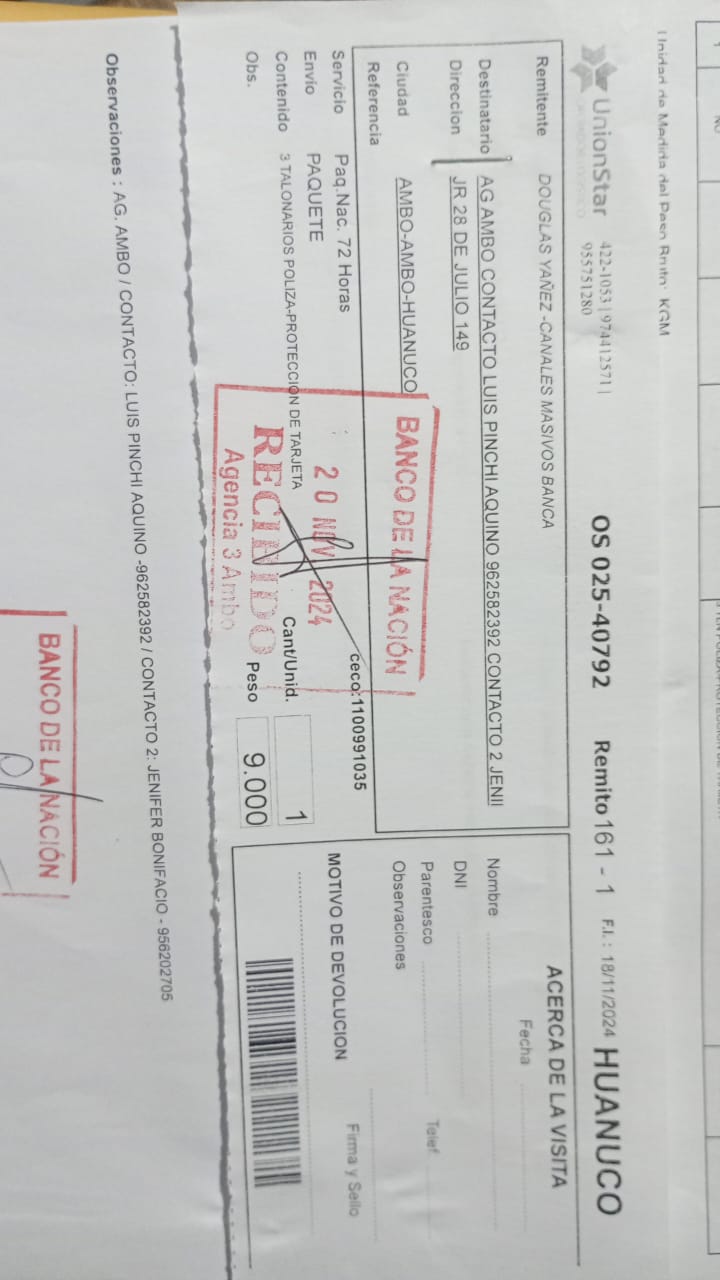 Unidad de Medida del Peso Bruto: KGM
UnionStar 422-1053 | 974412571 | OS 025-40792 Remito 161 - 1 F.I. : 18/11/2024 HUANUCO
955751280
Remitente DOUGLAS YAÑEZ -CANALES MASIVOS BANCA
Destinatario AG AMBO CONTACTO LUIS PINCHI AQUINO 962582392 CONTACTO 2 JENII
Direccion JR 28 DE JULIO 149
Ciudad AMBO-AMBO-HUANUCO
Referencia
Servicio Paq.Nac. 72 Horas ceco:1100991035
Envio PAQUETE
Contenido 3 TALONARIOS POLIZA-PROTECCION DE TARJETA Cant/Unid. 1
Obs. Peso 9.000
BANCO DE LA NACIÓN
20 NOV 2024
RECIBIDO
Agencia 3 Ambo
ACERCA DE LA VISITA
Fecha
Nombre
DNI
Parentesco Telef
Observaciones
MOTIVO DE DEVOLUCION Firma y Sello
Observaciones : AG. AMBO / CONTACTO: LUIS PINCHI AQUINO -962582392 / CONTACTO 2: JENIFER BONIFACIO - 956202705
BANCO DE LA NACIÓN